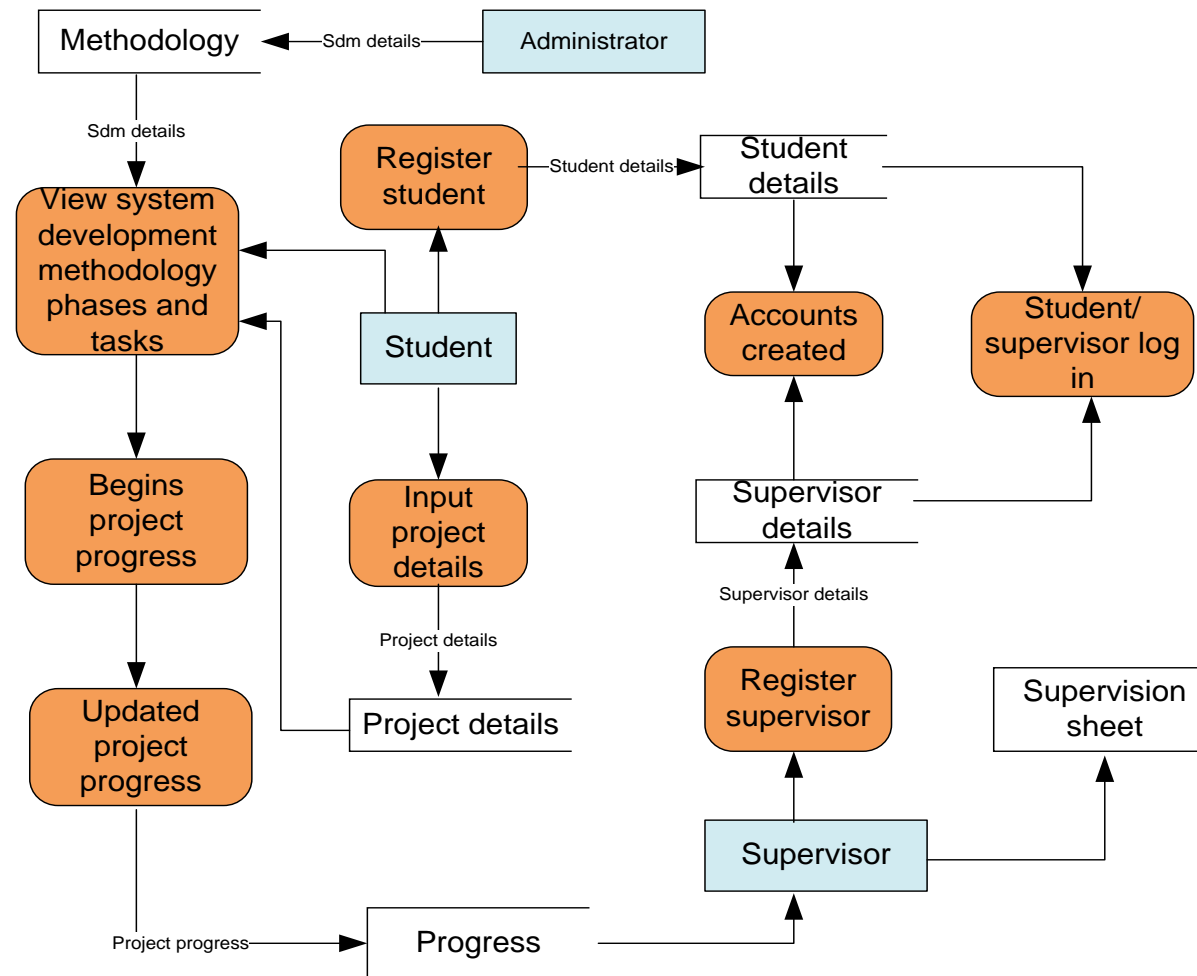 Methodology
Sdm details
Administrator
Sdm details
Register
student
Student details
Student
details
View system
development
methodology
phases and
tasks
Student
Accounts
created
Student/
supervisor log
in
Begins
project
progress
Input
project
details
Supervisor
details
Supervisor details
Project details
Updated
project
progress
Project details
Register
supervisor
Supervision
sheet
Supervisor
Project progress
Progress